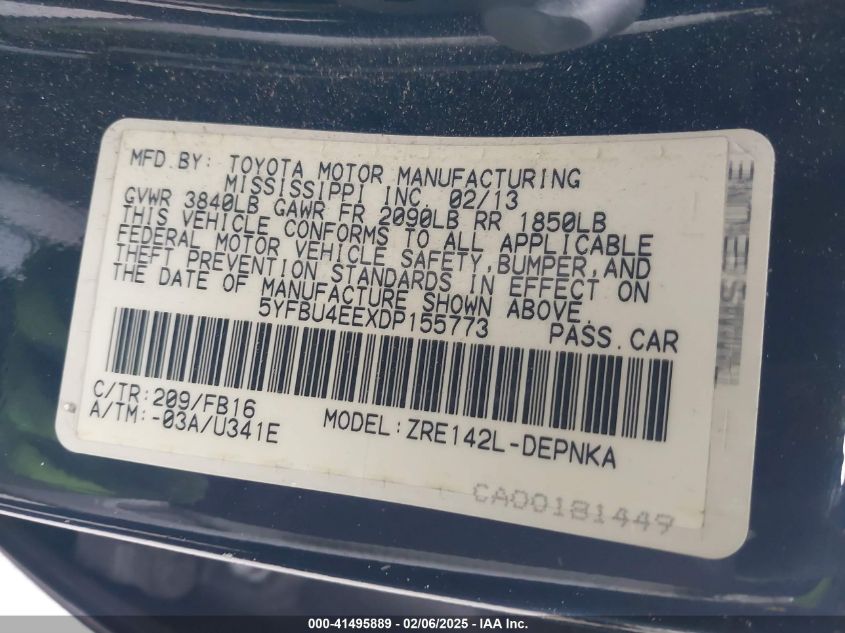 MFD.BY: TOYOTA MOTOR MANUFACTURING
MISSISSIPPI INC. 02/13
GVWR 3840LB GAWR FR 2090LB RR 1850LB
THIS VEHICLE CONFORMS TO ALL APPLICABLE
FEDERAL MOTOR VEHICLE SAFETY, BUMPER, AND
THEFT PREVENTION STANDARDS IN EFFECT ON
THE DATE OF MANUFACTURE SHOWN ABOVE.
5YFBU4EEXDP155773 PASS.CAR
C/TR:209/FB16
A/TM:-03A/U341E MODEL:ZRE142L-DEPNKA
CA00181449
000-41495889 - 02/06/2025 - IAA Inc.